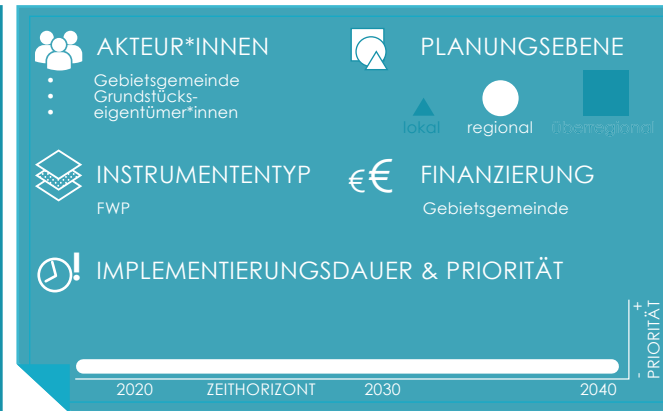 AKTEUR*INNEN
• Gebietsgemeinde
• Grundstücks-
• eigentümer*innen
PLANUNGSEBENE
lokal regional überregional
INSTRUMENTENTYP
FWP
€€ FINANZIERUNG
Gebietsgemeinde
! IMPLEMENTIERUNGSDAUER & PRIORITÄT
- PRIORITÄT +
2020 ZEITHORIZONT 2030 2040